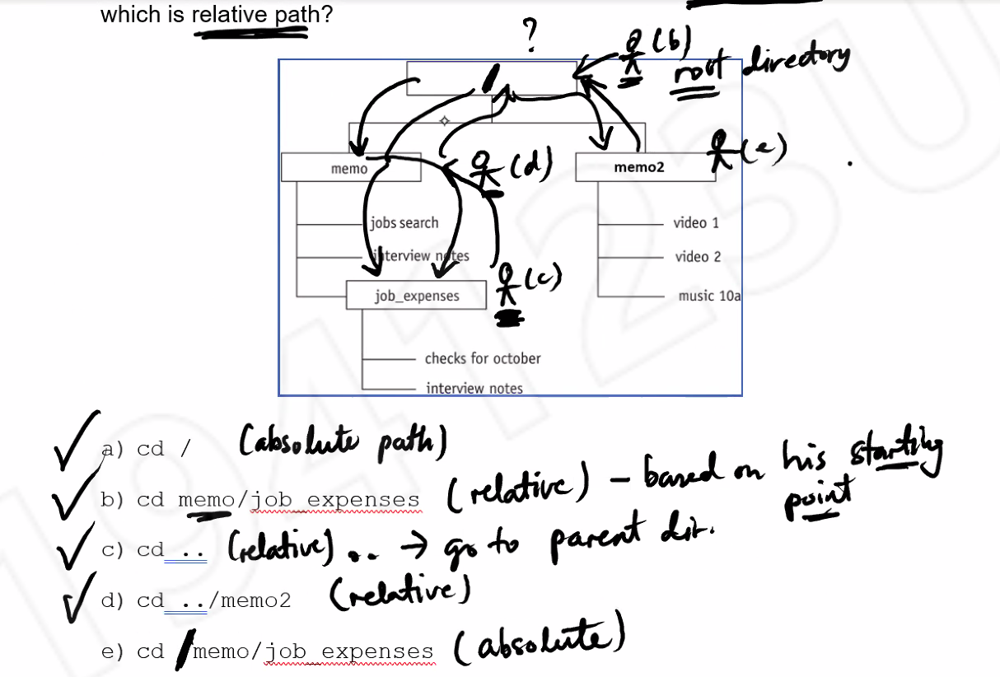 which is relative path?
?
(b)
root directory
/
memo
(d)
memo2
(e)
jobs search
interview notes
job_expenses
(c)
video 1
video 2
music 10a
checks for october
interview notes
a) cd / (absolute path)
b) cd memo/job_expenses (relative) – based on his starting point
c) cd .. (relative) .. → go to parent dir.
d) cd ../memo2 (relative)
e) cd /memo/job_expenses (absolute)
194123U